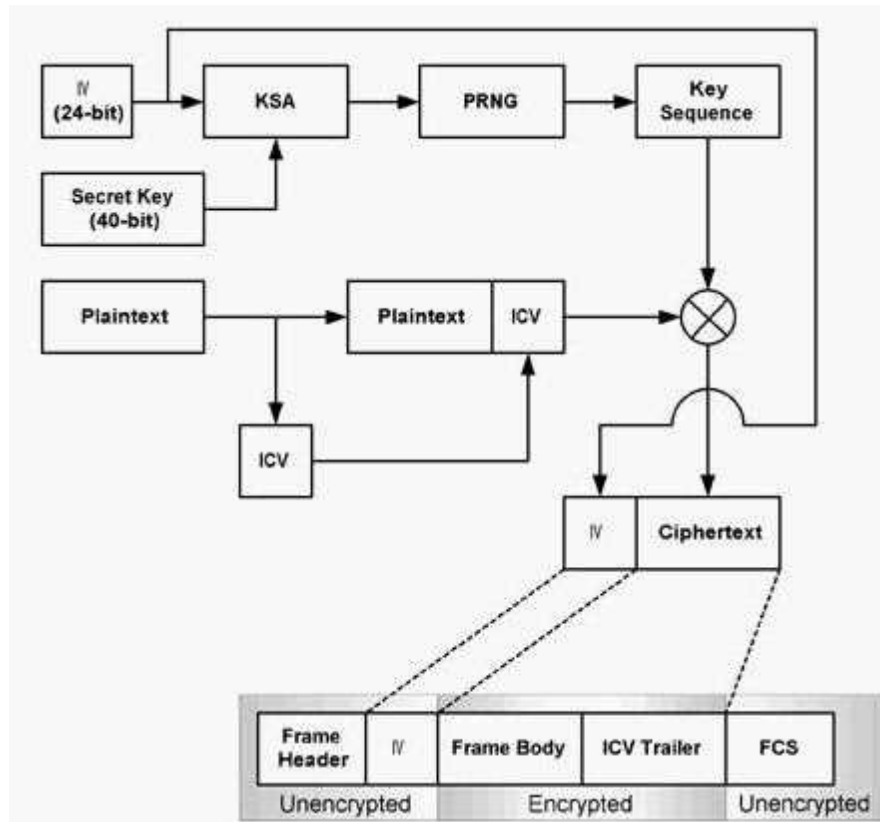 IV
(24-bit)
KSA
PRNG
Key
Sequence
Secret Key
(40-bit)
Plaintext
Plaintext
ICV
ICV
IV
Ciphertext
Frame
Header
IV
Frame Body
ICV Trailer
FCS
Unencrypted
Encrypted
Unencrypted